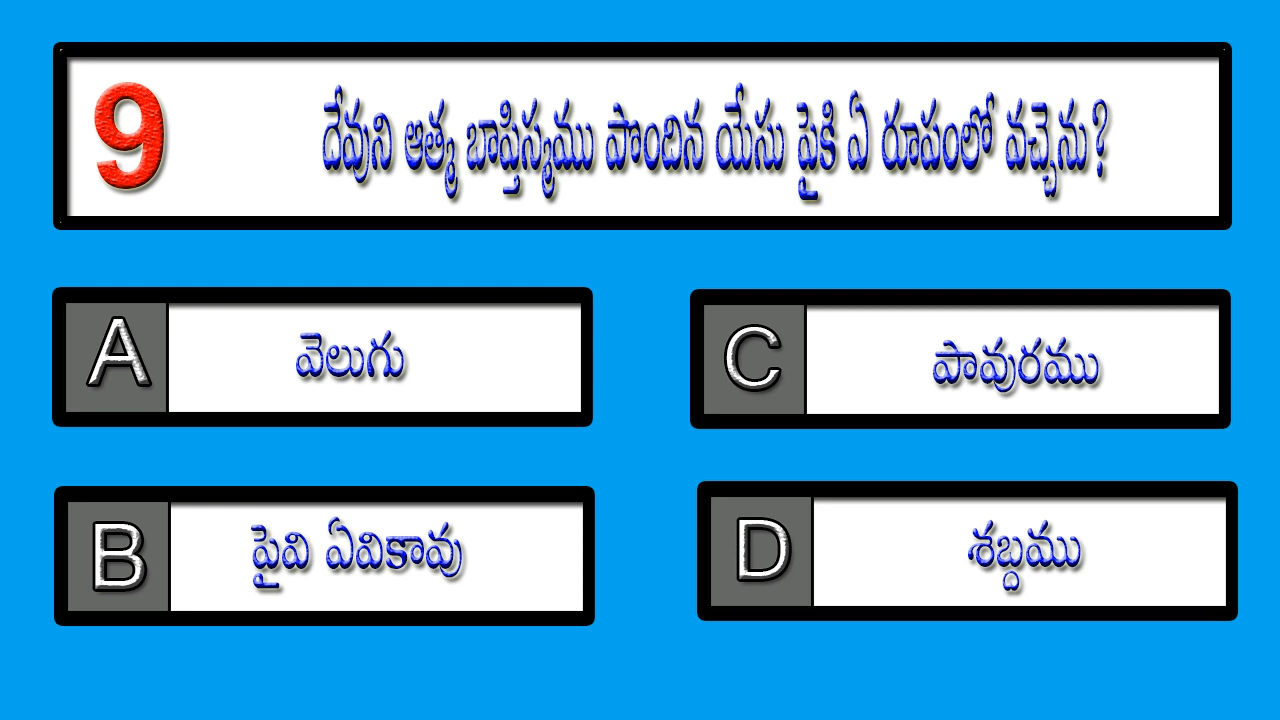 9 దేవుని ఆత్మ బాప్తిస్మము పొందిన యేసు పైకి ఏ రూపంలో వచ్చెను?
A వెలుగు
C పావురము
B పైవి ఏవికావు
D శబ్దము